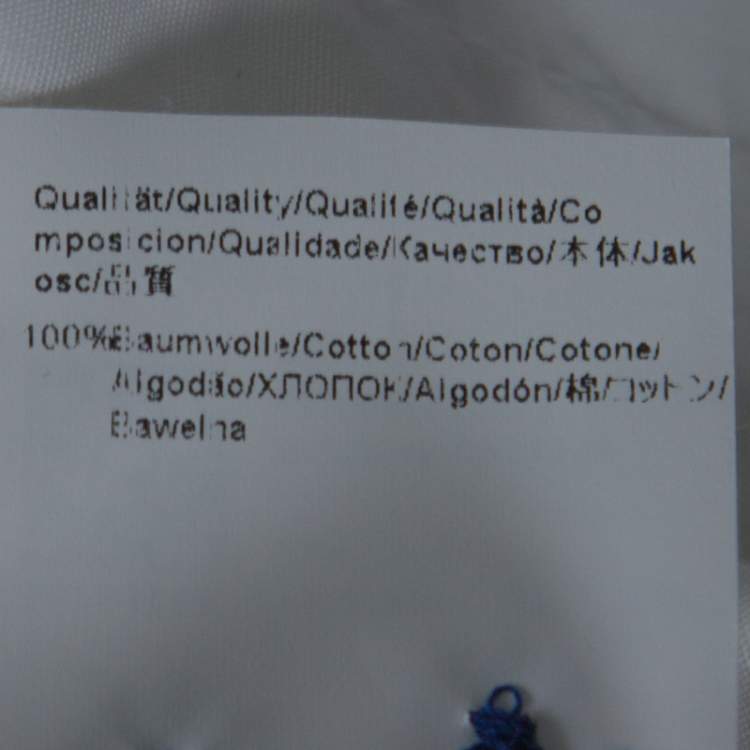 Qualität/Quality/Qualité/Qualità/Co
mposicion/Qualidade/Качество/本体/Jak
osc/品質
100%Baumwolle/Cotton/Coton/Cotone/
Algodão/ХЛОПОК/Algodón/棉/コットン/
Bawelna